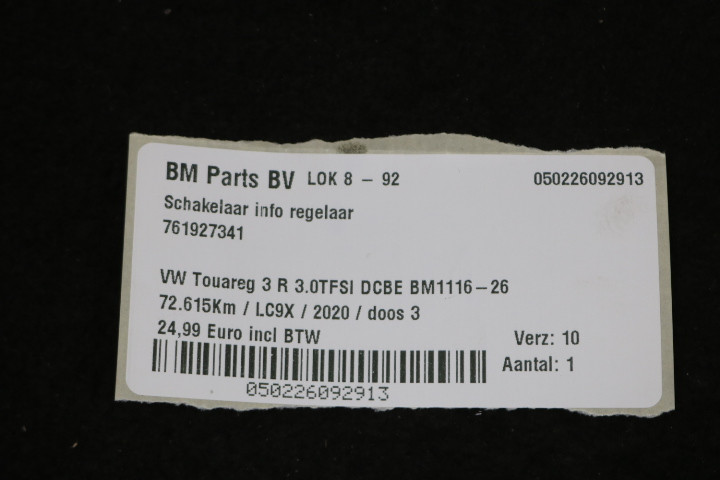 BM Parts BV LOK 8 - 92 050226092913
Schakelaar info regelaar
761927341
VW Touareg 3 R 3.0TFSI DCBE BM1116-26
72.615Km / LC9X / 2020 / doos 3
24,99 Euro incl BTW Verz: 10
Aantal: 1
050226092913